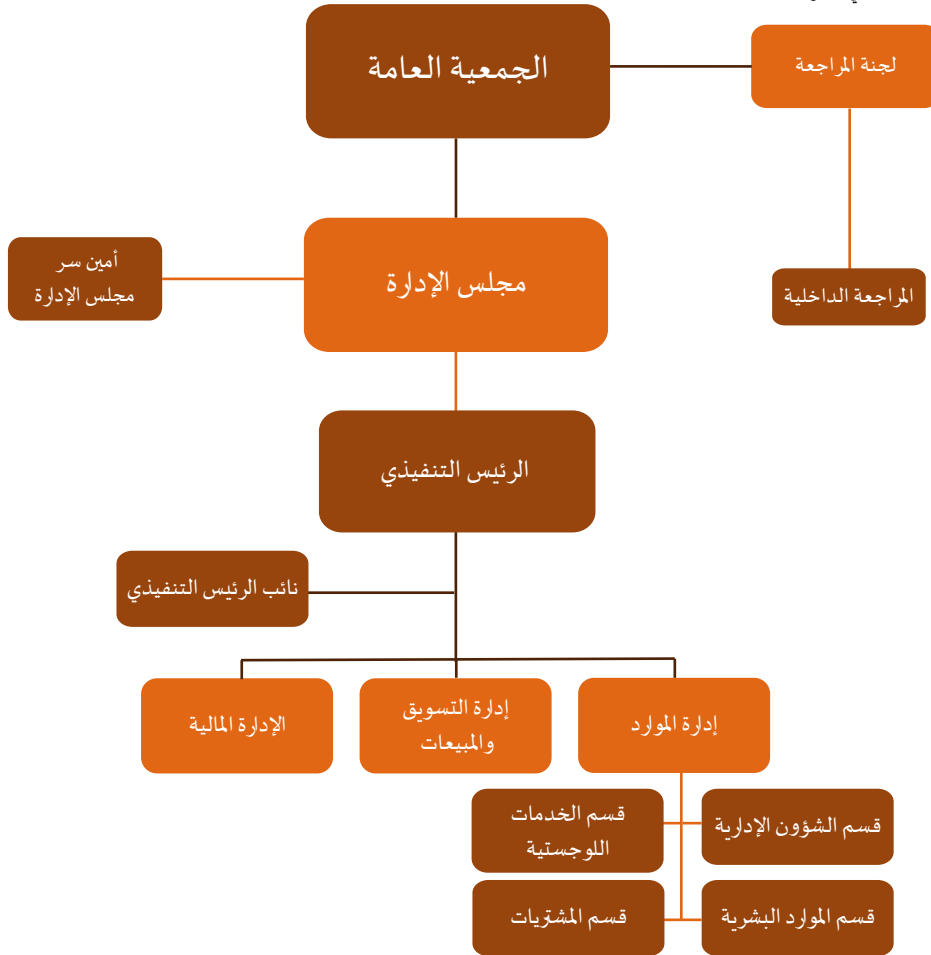 الجمعية العامة
لجنة المراجعة
المراجعة الداخلية
مجلس الإدارة
أمين سر
مجلس الإدارة
الرئيس التنفيذي
نائب الرئيس التنفيذي
إدارة الموارد
إدارة التسويق
والمبيعات
الإدارة المالية
قسم الشؤون الإدارية
قسم الخدمات
اللوجستية
قسم الموارد البشرية
قسم المشتريات